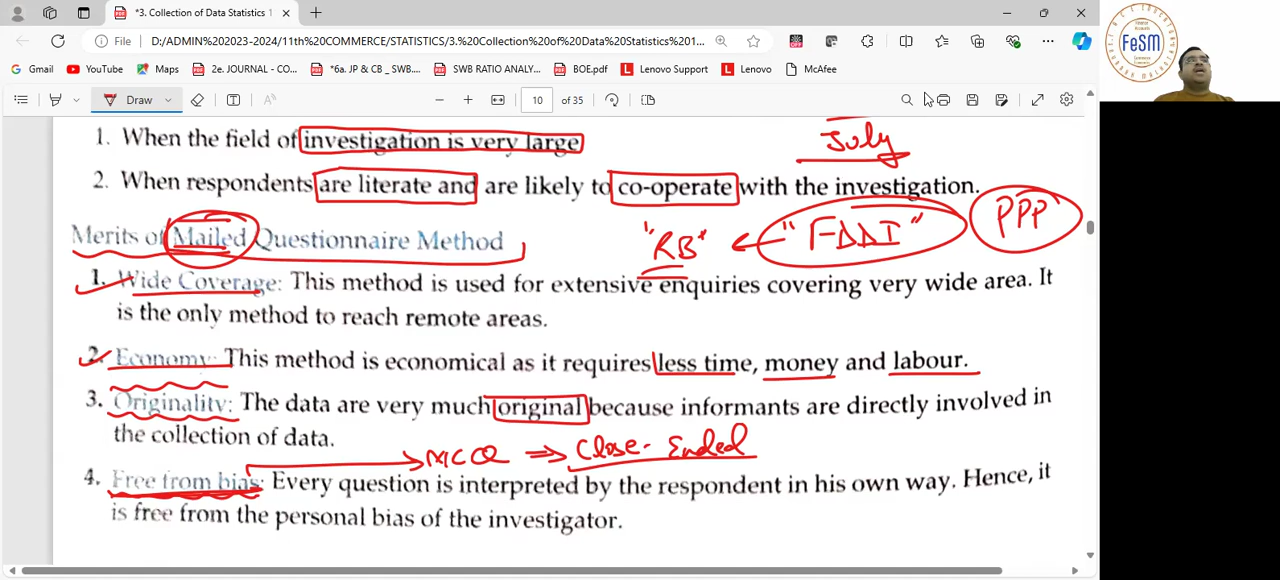 *3. Collection of Data Statistics 1
File
D:/ADMIN%202023-2024/11th%20COMMERCE/STATI.../3.%20Collection%20of%20Data%20Statistics%201...
Gmail YouTube Maps 2e. JOURNAL - CO... *6a. JP & CB _SWB.... SWB RATIO ANALY... BOE.pdf Lenovo Support Lenovo McAfee
Draw 10 of 35
FeSM
July
1. When the field of investigation is very large
2. When respondents are literate and are likely to co-operate with the investigation.
PPP
"RB" "FDDI"
Merits of Mailed Questionnaire Method
1. Wide Coverage: This method is used for extensive enquiries covering very wide area. It
is the only method to reach remote areas.
2. Economy: This method is economical as it requires less time, money and labour.
3. Originality: The data are very much original because informants are directly involved in
the collection of data.
MCQ ⇒ Close-Ended
4. Free from bias: Every question is interpreted by the respondent in his own way. Hence, it
is free from the personal bias of the investigator.